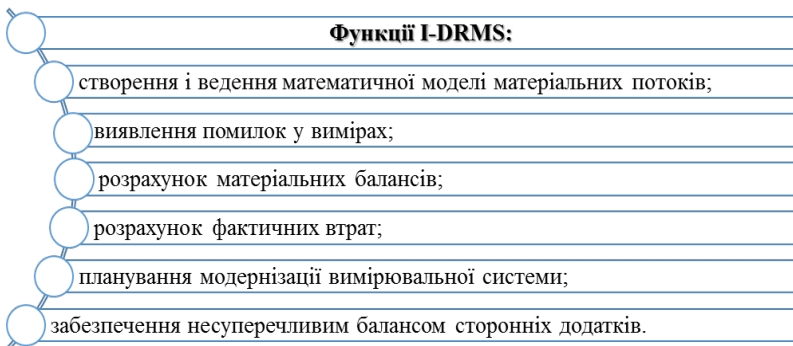 Функції I-DRMS:
створення і ведення математичної моделі матеріальних потоків;
виявлення помилок у вимірах;
розрахунок матеріальних балансів;
розрахунок фактичних втрат;
планування модернізації вимірювальної системи;
забезпечення несуперечливим балансом сторонніх додатків.